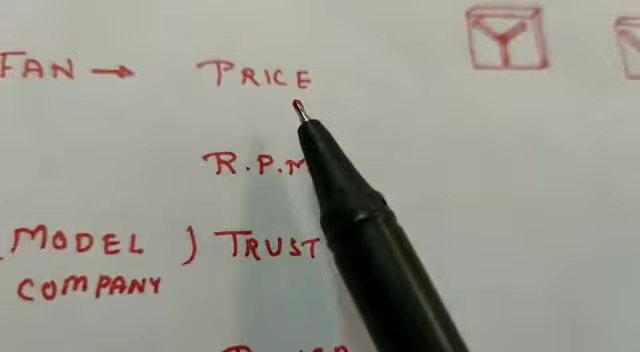 FAN → PRICE
R.P.M
MODEL ) TRUST
COMPANY